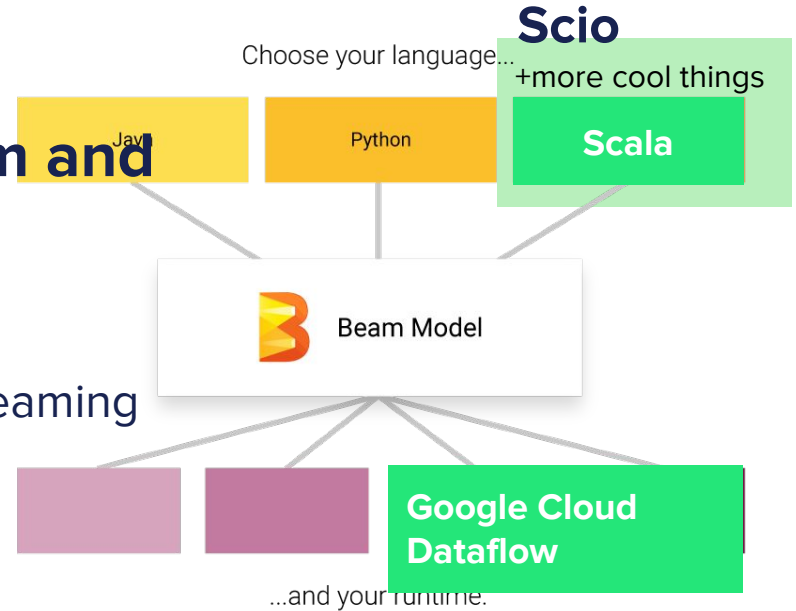 Scio
Choose your language...
+more cool things
Java
Python
Scala
and
Beam Model
eaming
Google Cloud
Dataflow
...and your runtime.